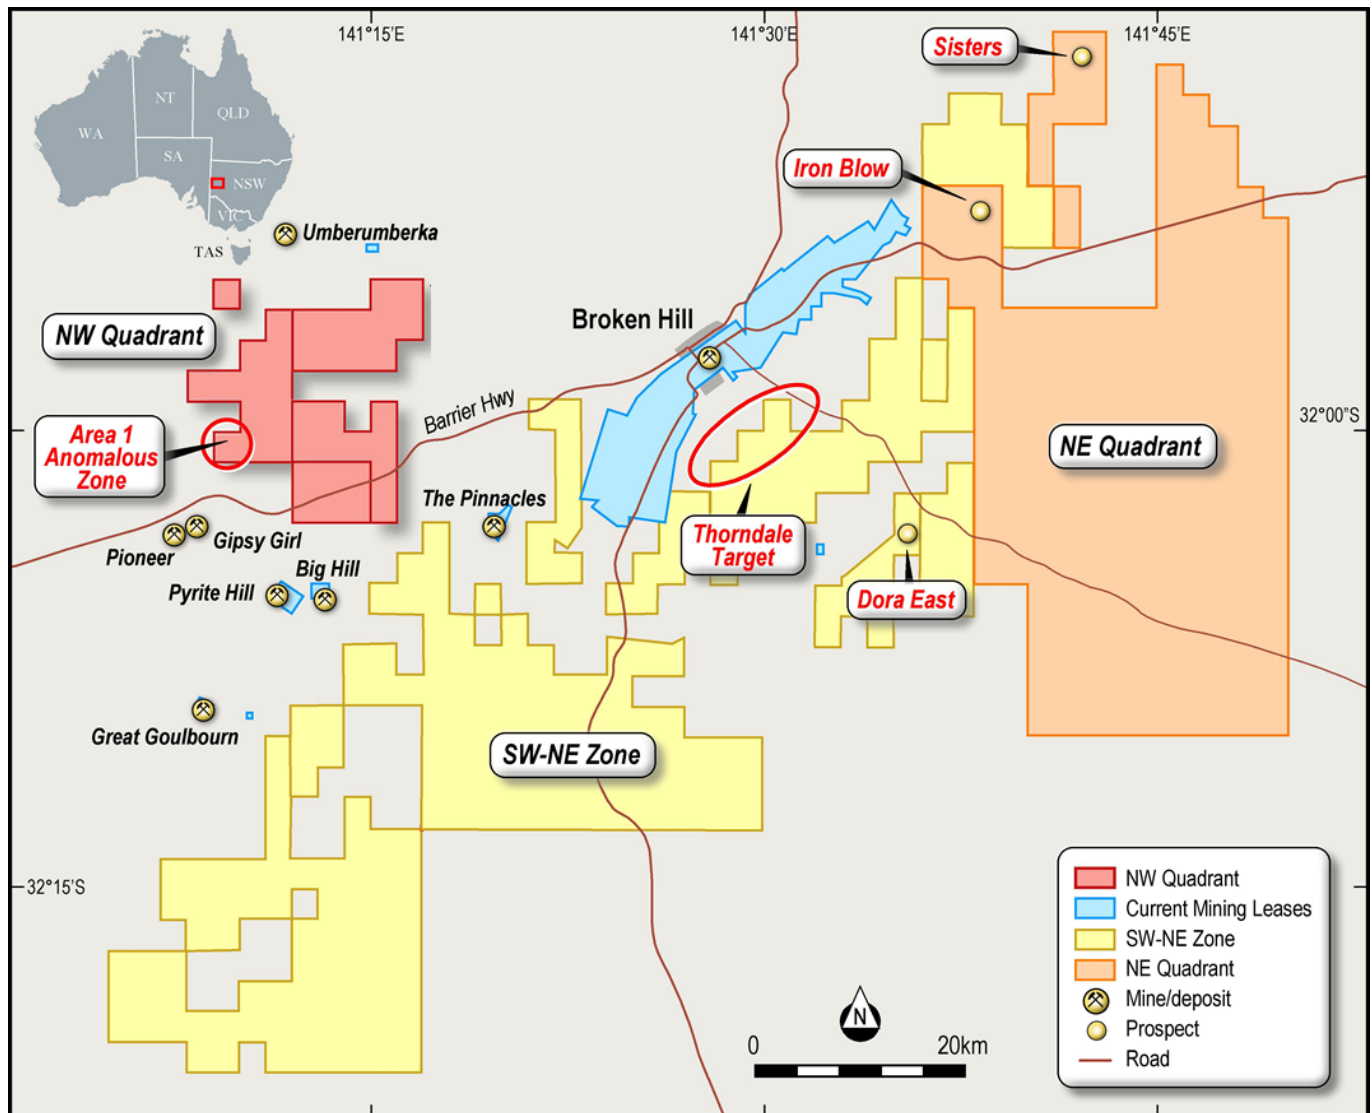 141°15'E
141°30'E
141°45'E
Sisters
NT
QLD
WA
SA
NSW
VIC
TAS
Iron Blow
Umberumberka
NW Quadrant
Broken Hill
Barrier Hwy
Area 1
Anomalous
Zone
32°00'S
NE Quadrant
The Pinnacles
Thorndale
Target
Pioneer
Gipsy Girl
Big Hill
Pyrite Hill
Dora East
Great Goulbourn
SW-NE Zone
32°15'S
NW Quadrant
Current Mining Leases
SW-NE Zone
NE Quadrant
Mine/deposit
Prospect
Road
N
0
20km